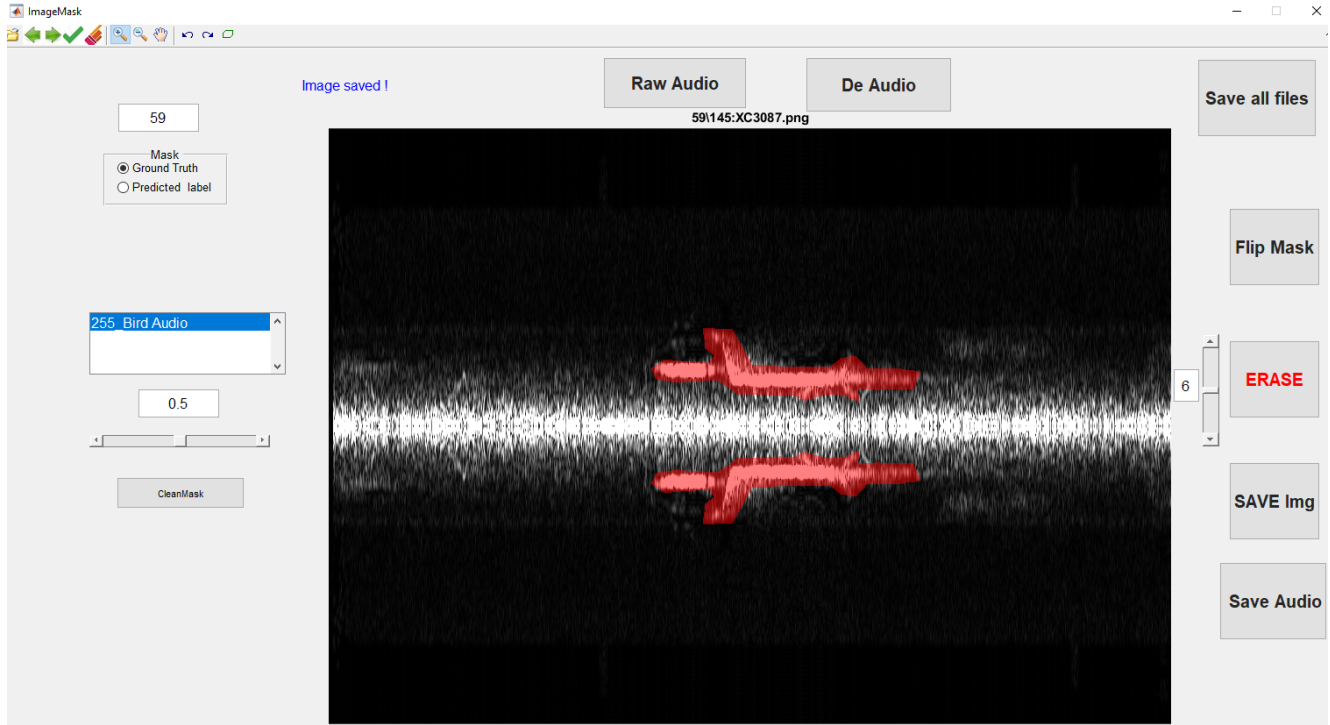 ImageMask
Image saved !
Raw Audio
De Audio
Save all files
59
59\145:XC3087.png
Mask
Ground Truth
Predicted label
Flip Mask
255_Bird Audio
6
ERASE
0.5
CleanMask
SAVE Img
Save Audio